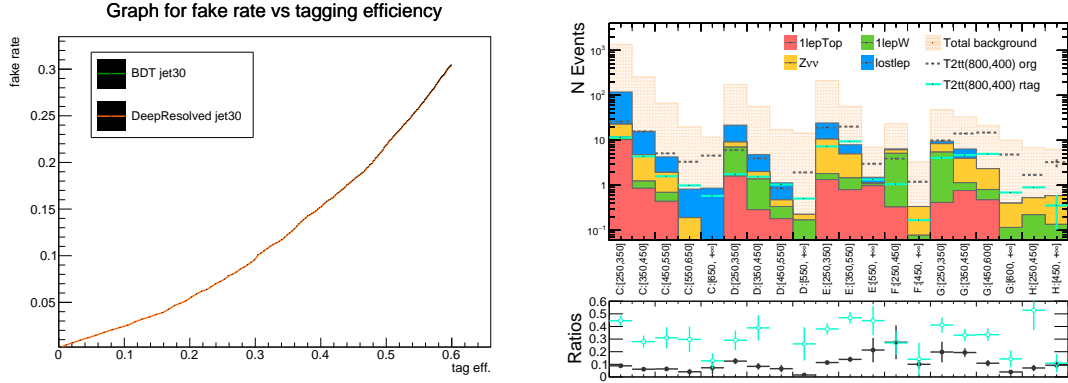 Graph for fake rate vs tagging efficiency
fake rate
BDT jet30
DeepResolved jet30
0.3
0.25
0.2
0.15
0.1
0.05
0
0.1
0.2
0.3
0.4
0.5
0.6
tag eff.
N Events
10³
10²
10
1
10⁻¹
1lepTop
1lepW
Total background
Zvv
lostlep
T2tt(800,400) org
T2tt(800,400) rtag
C:[250,350]
C:[350,450]
C:[450,550]
C:[550,650]
C:[650, +∞]
D:[250,350]
D:[350,450]
D:[450,550]
D:[550, +∞]
E:[250,350]
E:[350,550]
E:[550, +∞]
F:[250,450]
F:[450, +∞]
G:[250,350]
G:[350,450]
G:[450,600]
G:[600, +∞]
H:[250,450]
H:[450, +∞]
Ratios
0.6
0.5
0.4
0.3
0.2
0.1
0